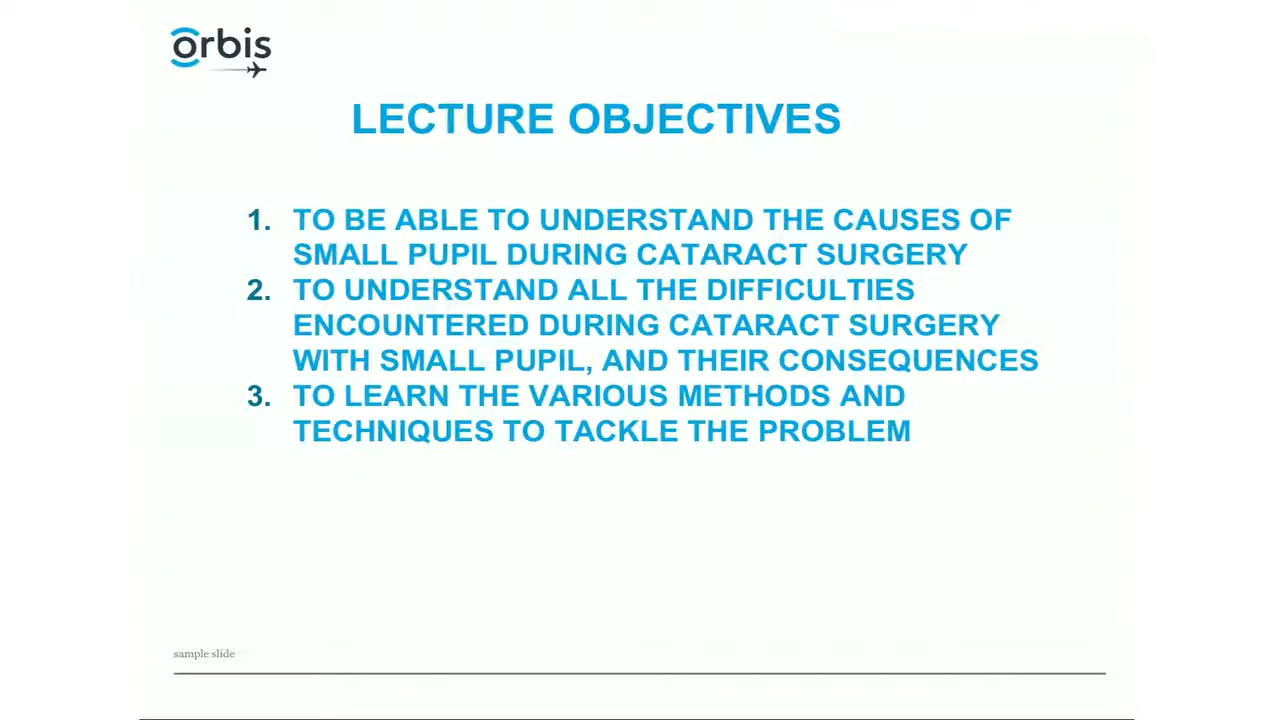 orbis
LECTURE OBJECTIVES
1. TO BE ABLE TO UNDERSTAND THE CAUSES OF
SMALL PUPIL DURING CATARACT SURGERY
2. TO UNDERSTAND ALL THE DIFFICULTIES
ENCOUNTERED DURING CATARACT SURGERY
WITH SMALL PUPIL, AND THEIR CONSEQUENCES
3. TO LEARN THE VARIOUS METHODS AND
TECHNIQUES TO TACKLE THE PROBLEM
sample slide